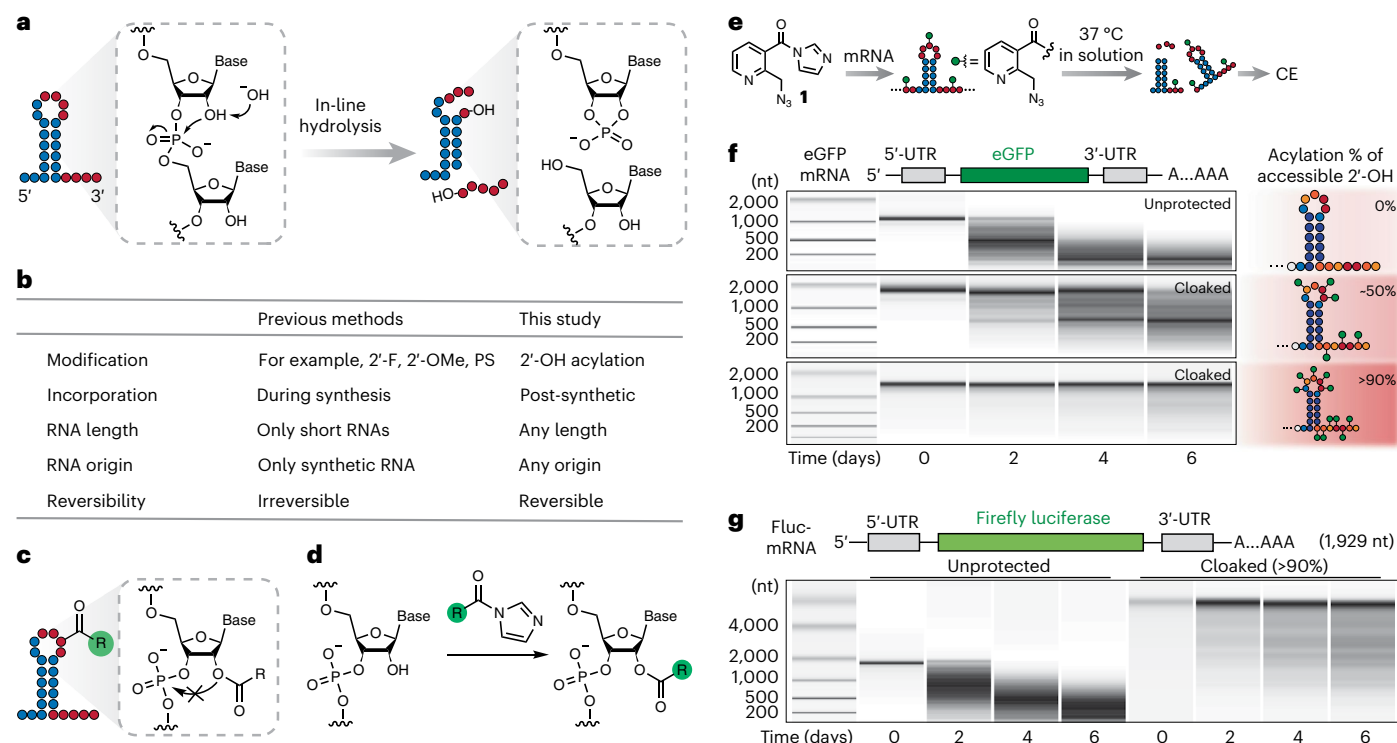 a
Base
⁻OH
O
OH
O
O=P
O⁻
O
Base
O
OH
5′
3′
In-line
hydrolysis
OH
HO
O
Base
O
O
O
P
⁻O
O
HO
Base
O
O
OH
b
Previous methods
This study
Modification
For example, 2′-F, 2′-OMe, PS
2′-OH acylation
Incorporation
During synthesis
Post-synthetic
RNA length
Only short RNAs
Any length
RNA origin
Only synthetic RNA
Any origin
Reversibility
Irreversible
Reversible
c
O
R
O
Base
O
O⁻
O
P
O
O
O
R
O
d
O
Base
O
O⁻
O
P
O
OH
O
O
R
N
N
O
Base
O
O⁻
O
P
O
O
O
R
O
e
O
N
N
N
N₃
1
mRNA
=
O
N
N₃
37 °C
in solution
CE
f
eGFP
mRNA
5′
5′-UTR
eGFP
3′-UTR
A...AAA
Acylation % of
accessible 2′-OH
(nt)
2,000
1,000
500
200
Unprotected
0%
2,000
1,000
500
200
Cloaked
~50%
2,000
1,000
500
200
Cloaked
>90%
Time (days)
0
2
4
6
g
Fluc-
mRNA
5′
5′-UTR
Firefly luciferase
3′-UTR
A...AAA
(1,929 nt)
(nt)
Unprotected
Cloaked (>90%)
4,000
2,000
1,000
500
200
Time (days)
0
2
4
6
0
2
4
6